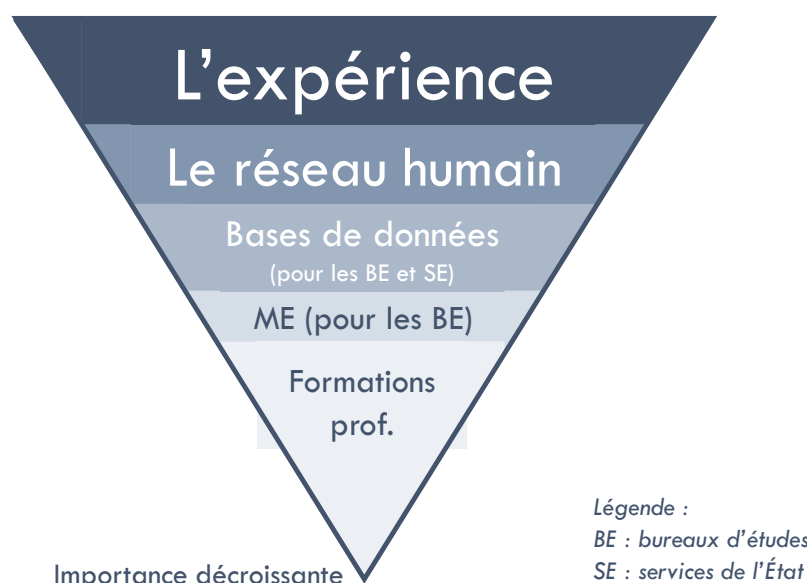 L'expérience
Le réseau humain
Bases de données
(pour les BE et SE)
ME (pour les BE)
Formations
prof.
Légende :
BE : bureaux d'études
Importance décroissante
SE : services de l'État